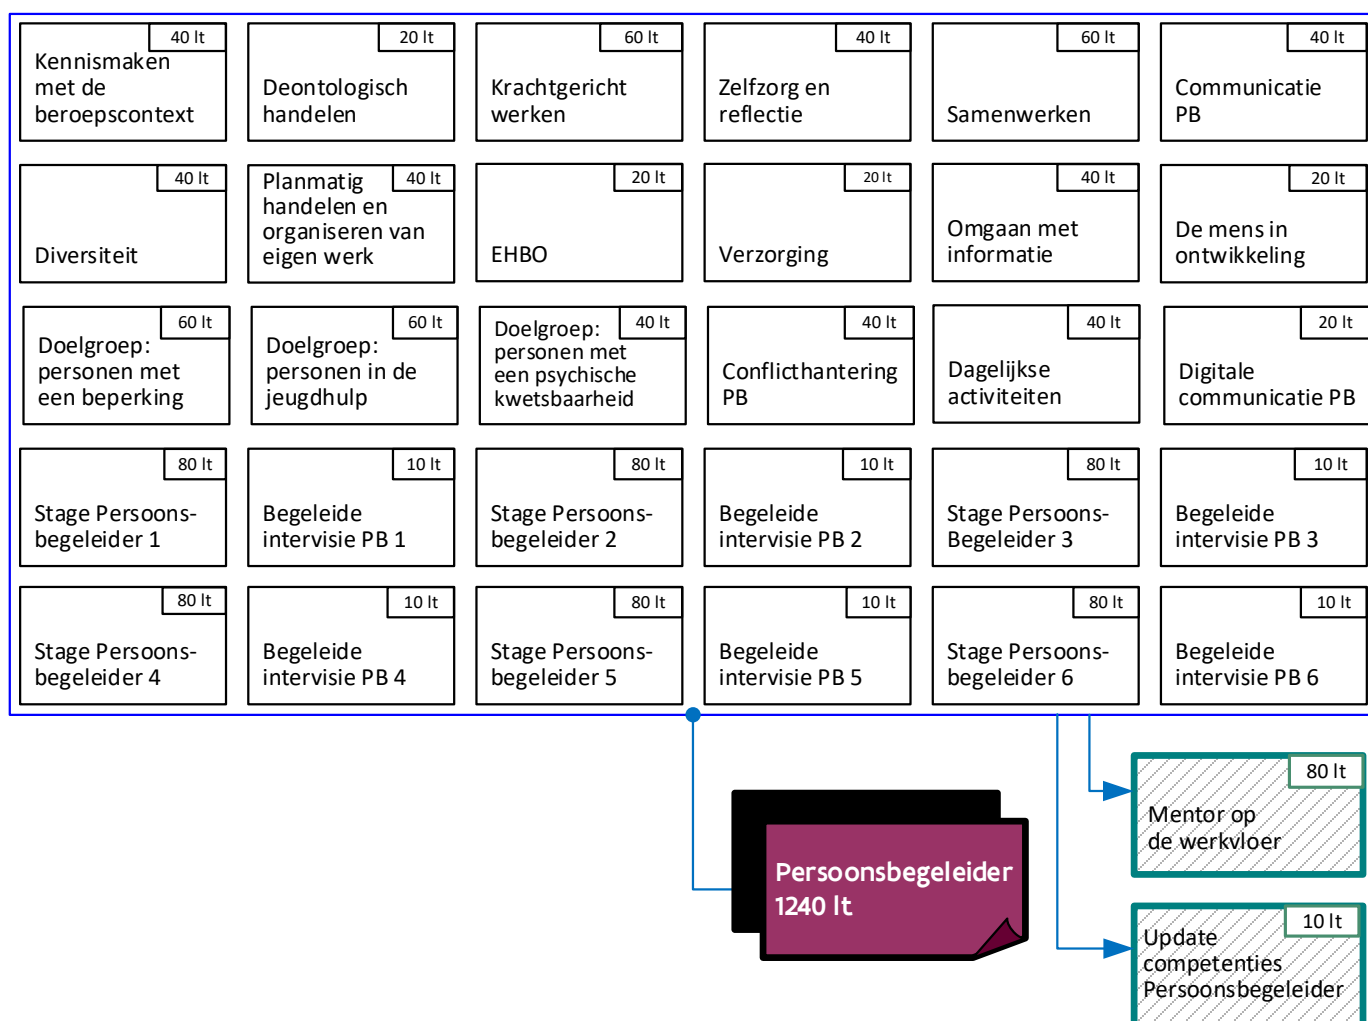 40 lt
Kennismaken
met de
beroepscontext
20 lt
Deontologisch
handelen
60 lt
Krachtgericht
werken
40 lt
Zelfzorg en
reflectie
60 lt
Samenwerken
40 lt
Communicatie
PB
40 lt
Diversiteit
40 lt
Planmatig
handelen en
organiseren van
eigen werk
20 lt
EHBO
20 lt
Verzorging
40 lt
Omgaan met
informatie
20 lt
De mens in
ontwikkeling
60 lt
Doelgroep:
personen met
een beperking
60 lt
Doelgroep:
personen in de
jeugdhulp
40 lt
Doelgroep:
personen met
een psychische
kwetsbaarheid
40 lt
Conflicthantering
PB
40 lt
Dagelijkse
activiteiten
20 lt
Digitale
communicatie PB
80 lt
Stage Persoons-
begeleider 1
10 lt
Begeleide
intervisie PB 1
80 lt
Stage Persoons-
begeleider 2
10 lt
Begeleide
intervisie PB 2
80 lt
Stage Persoons-
Begeleider 3
10 lt
Begeleide
intervisie PB 3
80 lt
Stage Persoons-
begeleider 4
10 lt
Begeleide
intervisie PB 4
80 lt
Stage Persoons-
begeleider 5
10 lt
Begeleide
intervisie PB 5
80 lt
Stage Persoons-
begeleider 6
10 lt
Begeleide
intervisie PB 6
Persoonsbegeleider
1240 lt
80 lt
Mentor op
de werkvloer
10 lt
Update
competenties
Persoonsbegeleider